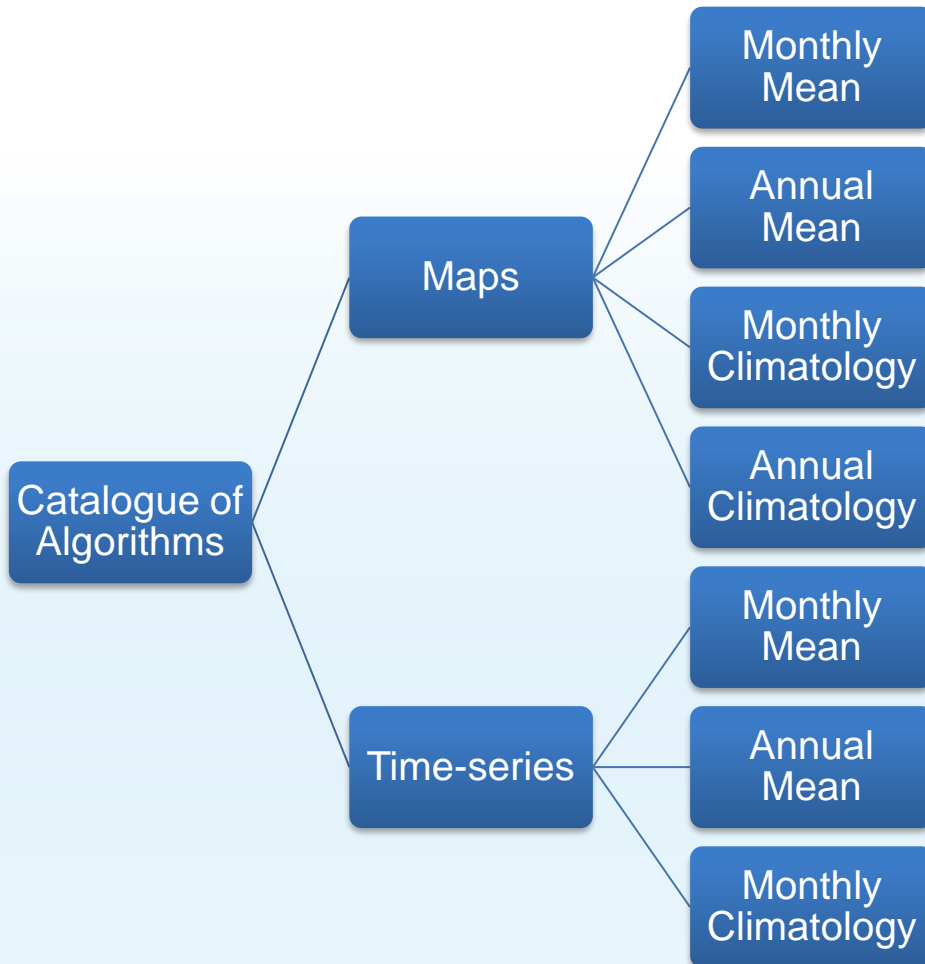 Monthly
Mean
Annual
Mean
Maps
Monthly
Climatology
Annual
Climatology
Catalogue of
Algorithms
Monthly
Mean
Time-series
Annual
Mean
Monthly
Climatology